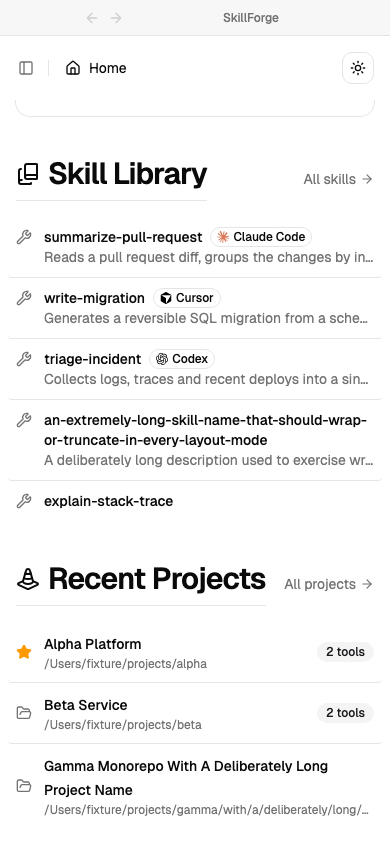 SkillForge
Home
Skill Library
All skills
summarize-pull-request Claude Code
Reads a pull request diff, groups the changes by in...
write-migration Cursor
Generates a reversible SQL migration from a sche...
triage-incident Codex
Collects logs, traces and recent deploys into a sin...
an-extremely-long-skill-name-that-should-wrap-
or-truncate-in-every-layout-mode
A deliberately long description used to exercise wr...
explain-stack-trace
Recent Projects
All projects
Alpha Platform
/Users/fixture/projects/alpha
2 tools
Beta Service
/Users/fixture/projects/beta
2 tools
Gamma Monorepo With A Deliberately Long
Project Name
/Users/fixture/projects/gamma/with/a/deliberately/long/...